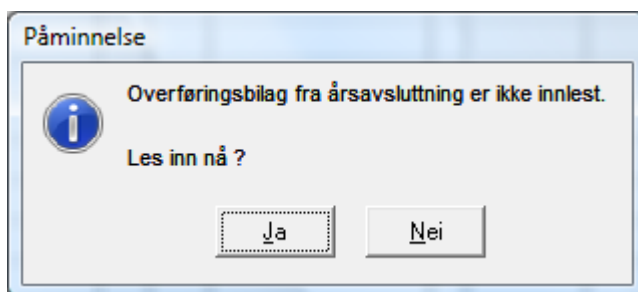 Påminnelse
Overføringsbilag fra årsavsluttning er ikke innlest.
Les inn nå ?
Ja
Nei